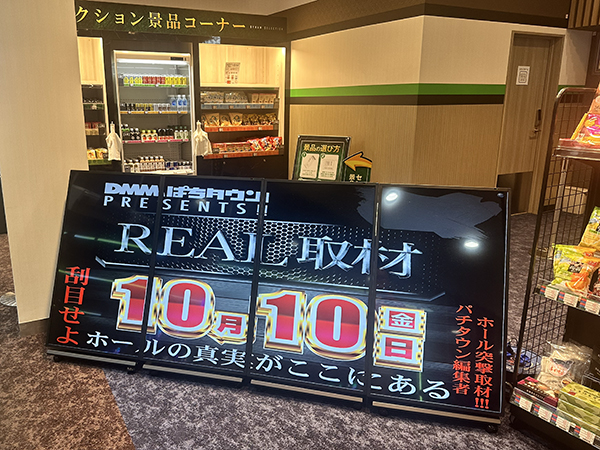 クション景品コーナー
景品の選び方
DMMぱちタウン
PRESENTS!!
REAL取材
刮目せよ
10月10日
金
ホールの真実がここにある
ホール突撃取材!!!
パチタウン編集者